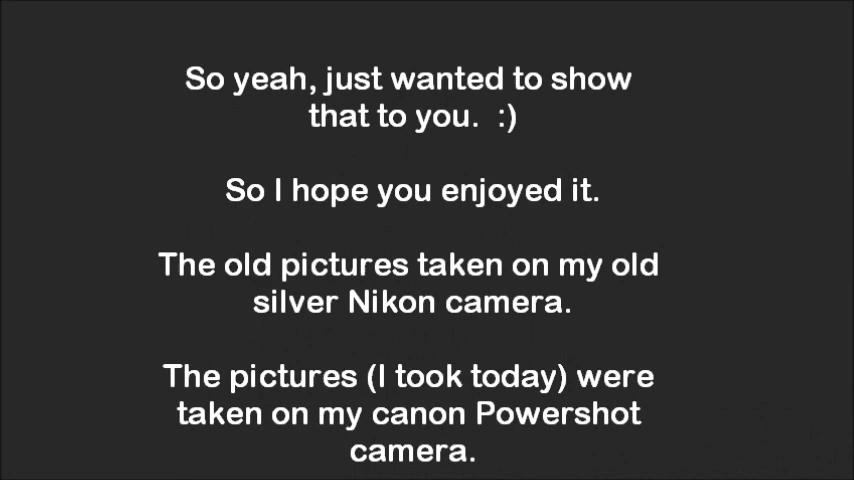 So yeah, just wanted to show
that to you.  :)
So I hope you enjoyed it.
The old pictures taken on my old
silver Nikon camera.
The pictures (I took today) were
taken on my canon Powershot
camera.